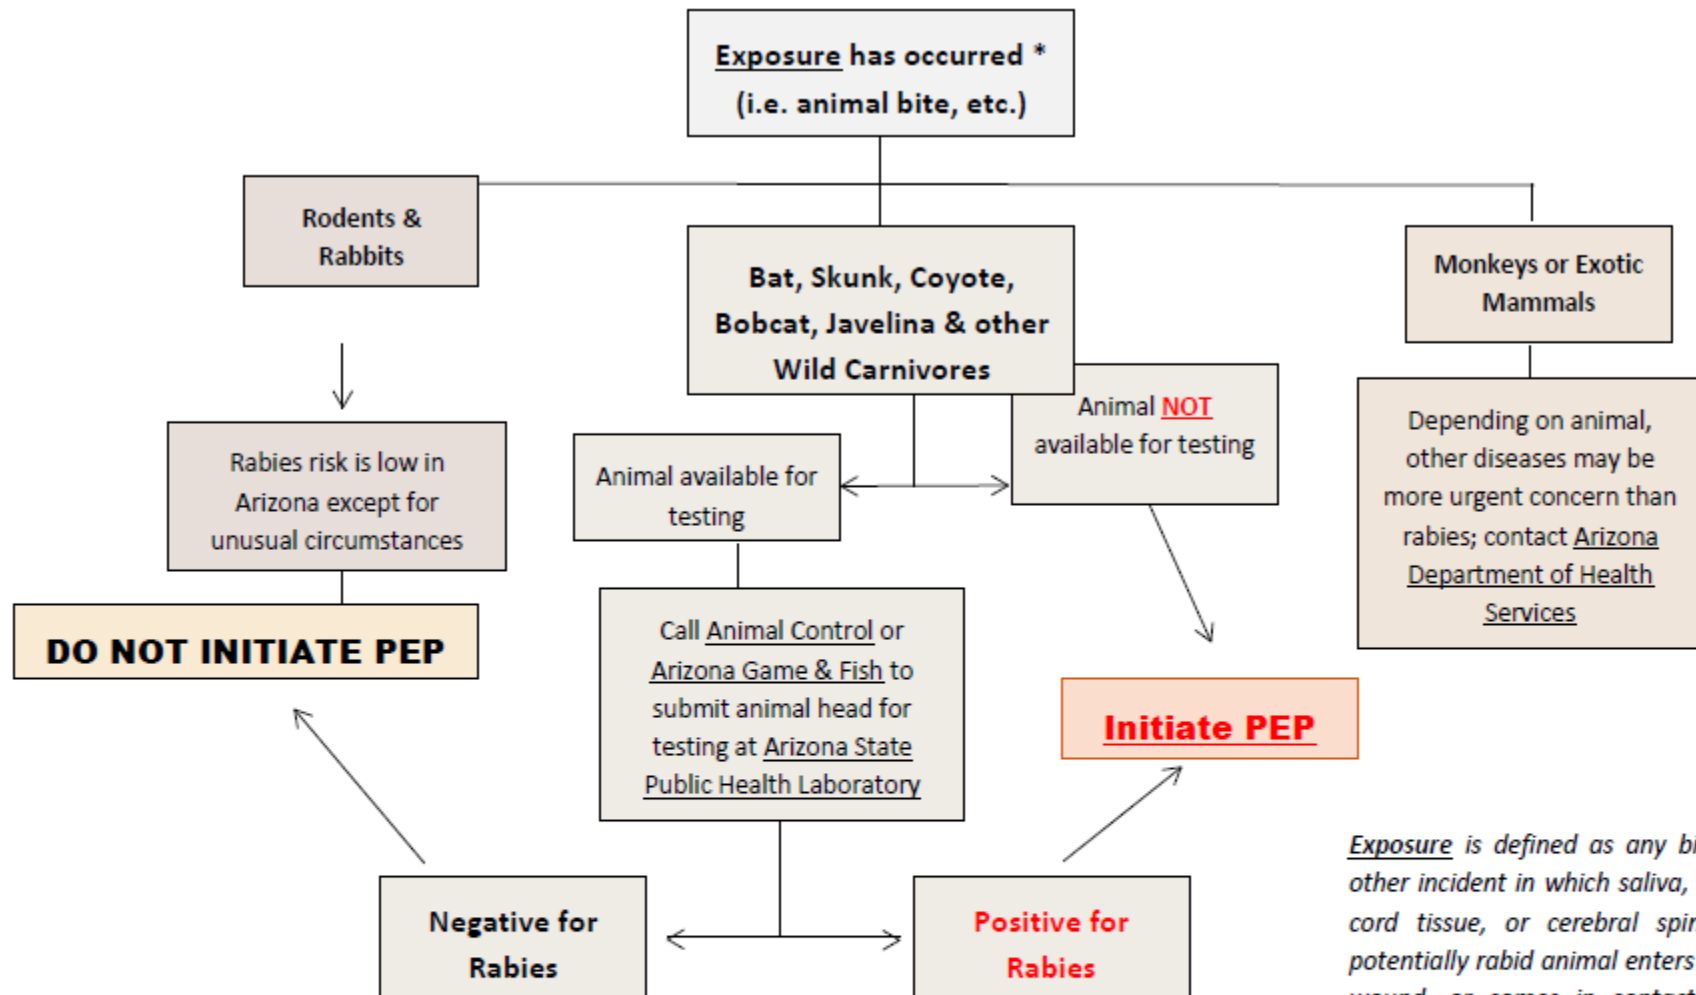 Exposure has occurred *
(i.e. animal bite, etc.)
Rodents &
Rabbits
Bat, Skunk, Coyote,
Bobcat, Javelina & other
Wild Carnivores
Monkeys or Exotic
Mammals
Rabies risk is low in
Arizona except for
unusual circumstances
Animal available for
testing
Animal NOT
available for testing
Depending on animal,
other diseases may be
more urgent concern than
rabies; contact Arizona
Department of Health
Services
DO NOT INITIATE PEP
Call Animal Control or
Arizona Game & Fish to
submit animal head for
testing at Arizona State
Public Health Laboratory
Initiate PEP
Negative for
Rabies
Positive for
Rabies
Exposure is defined as any
other incident in which saliva,
cord tissue, or cerebral
potentially rabid animal enters
wound, or comes in contact